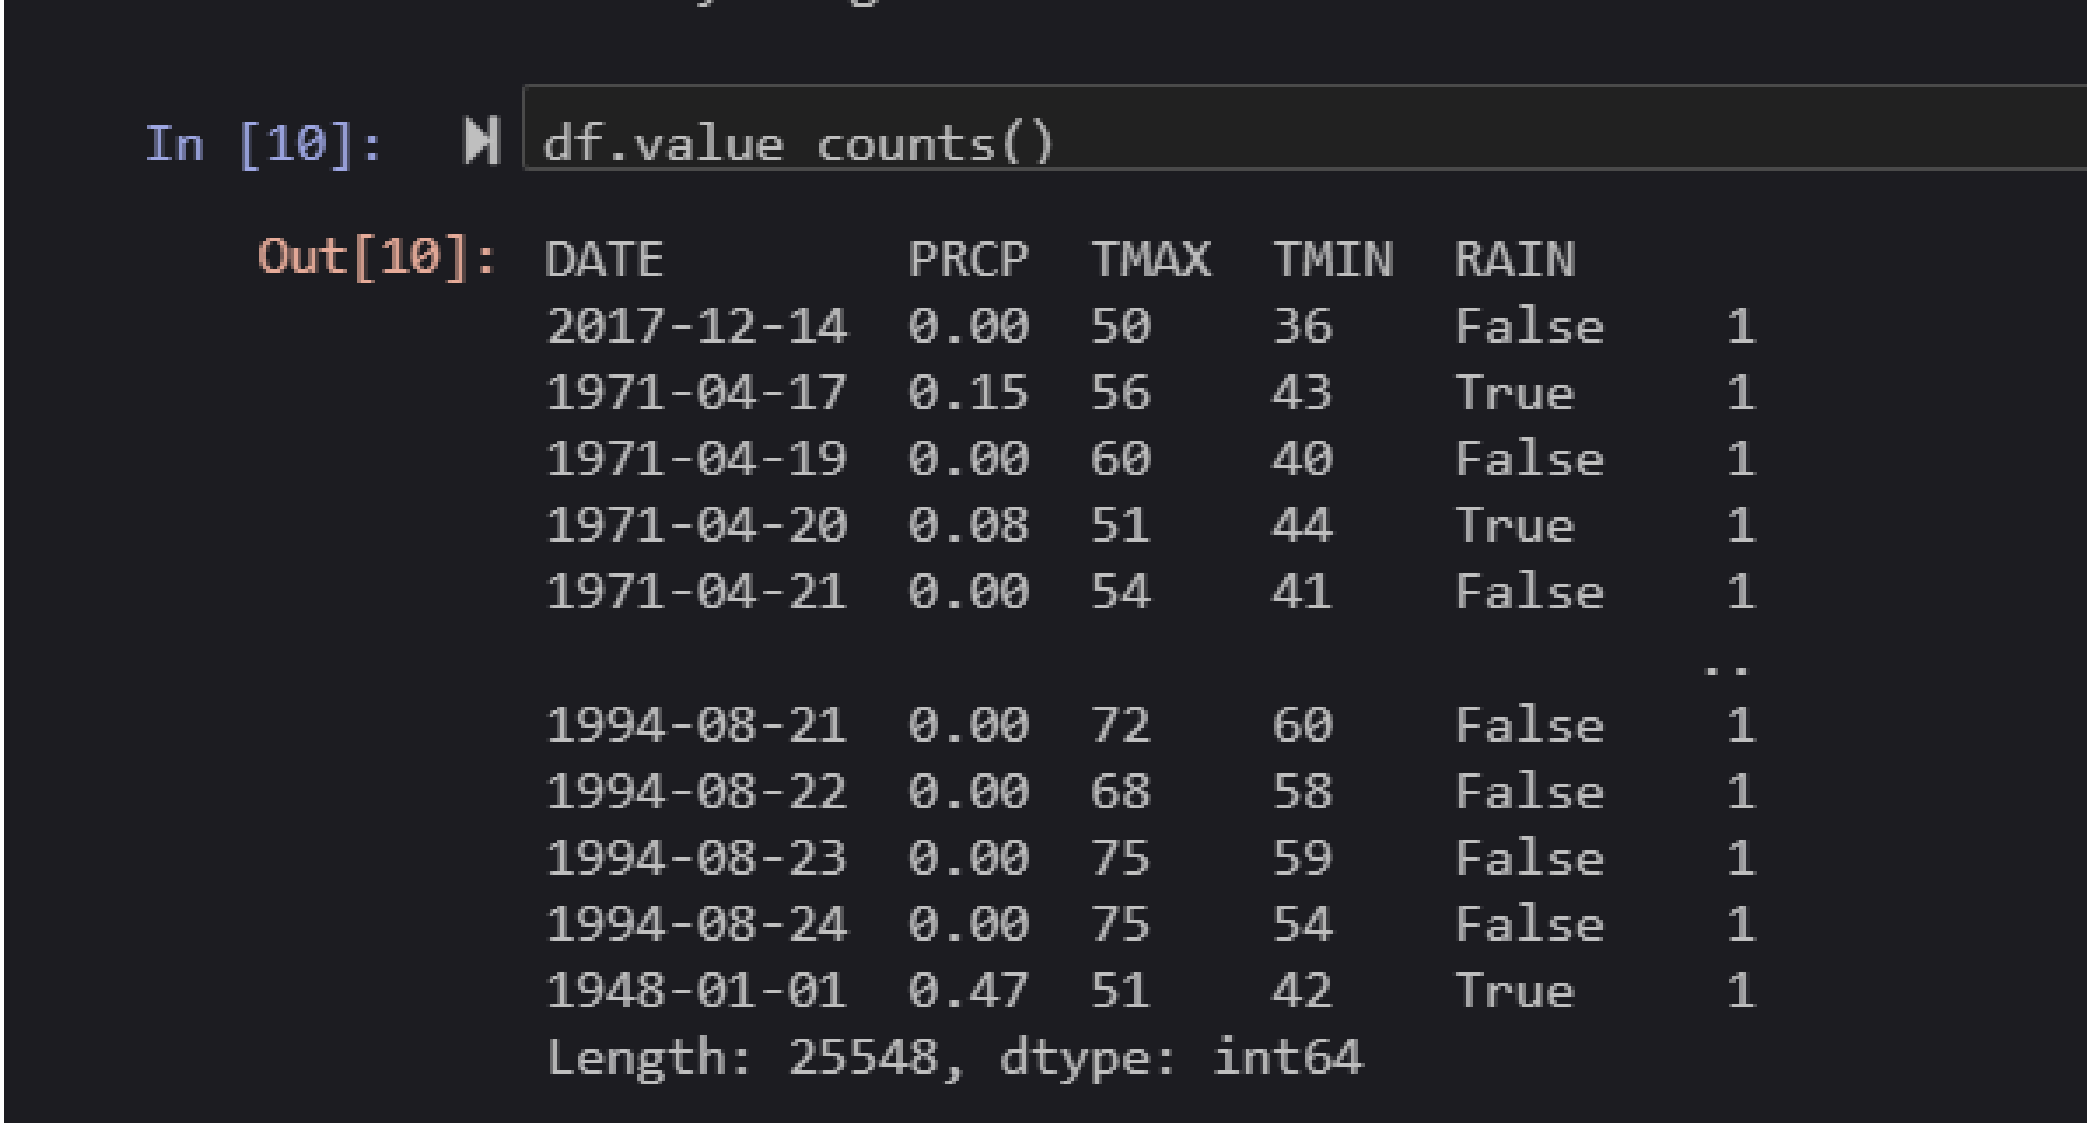 In [10]: df.value_counts()
Out[10]: DATE        PRCP  TMAX  TMIN  RAIN
2017-12-14  0.00  50    36    False    1
1971-04-17  0.15  56    43    True     1
1971-04-19  0.00  60    40    False    1
1971-04-20  0.08  51    44    True     1
1971-04-21  0.00  54    41    False    1
..
1994-08-21  0.00  72    60    False    1
1994-08-22  0.00  68    58    False    1
1994-08-23  0.00  75    59    False    1
1994-08-24  0.00  75    54    False    1
1948-01-01  0.47  51    42    True     1
Length: 25548, dtype: int64